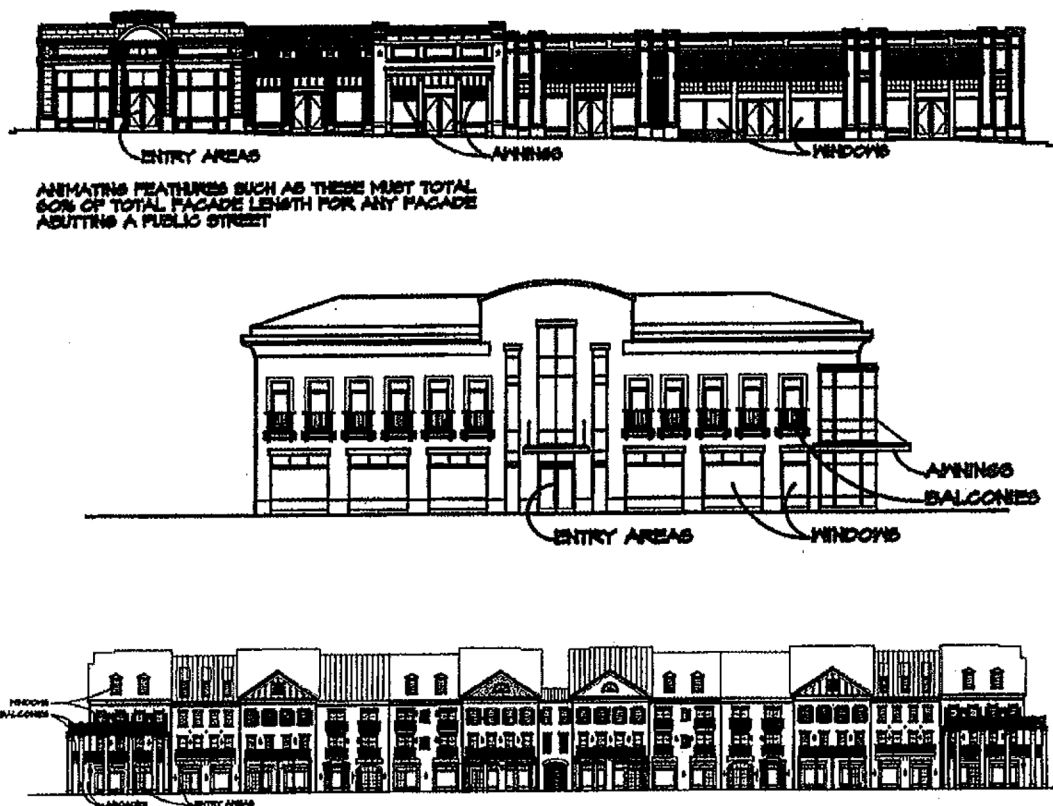 ENTRY AREAS
AWNINGS
WINDOWS
ANIMATING FEATHURES SUCH AS THESE MUST TOTAL
60% OF TOTAL FACADE LENGTH FOR ANY FACADE
ABUTTING A PUBLIC STREET
AWNINGS
BALCONIES
ENTRY AREAS
WINDOWS
WINDOWS
BALCONIES
ARCADES
ENTRY AREAS